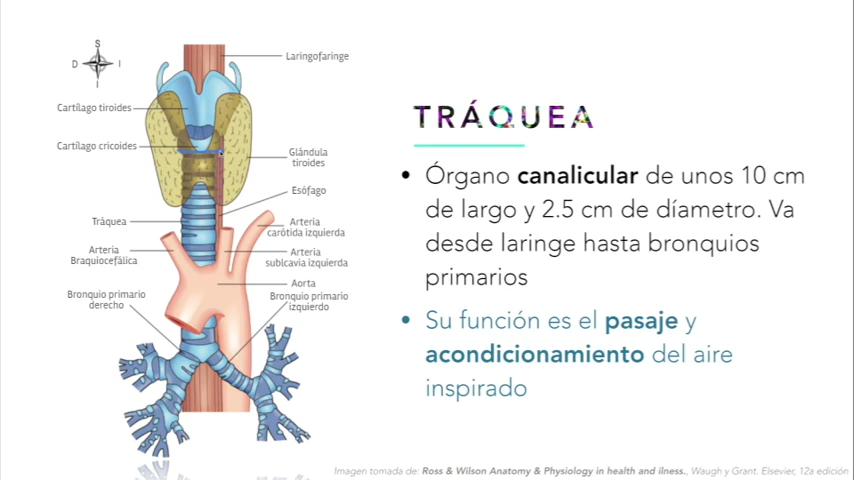 S
D
I
I
Laringofaringe
Cartílago tiroides
Cartílago cricoides
Glándula
tiroides
Esófago
Tráquea
Arteria
carótida izquierda
Arteria
Braquiocefálica
Arteria
sublcavia izquierda
Aorta
Bronquio primario
derecho
Bronquio primario
izquierdo
TRÁQUEA
• Órgano canalicular de unos 10 cm
de largo y 2.5 cm de díametro. Va
desde laringe hasta bronquios
primarios
• Su función es el pasaje y
acondicionamiento del aire
inspirado
Imagen tomada de: Ross & Wilson Anatomy & Physiology in health and ilness., Waugh y Grant. Elsevier, 12a edición